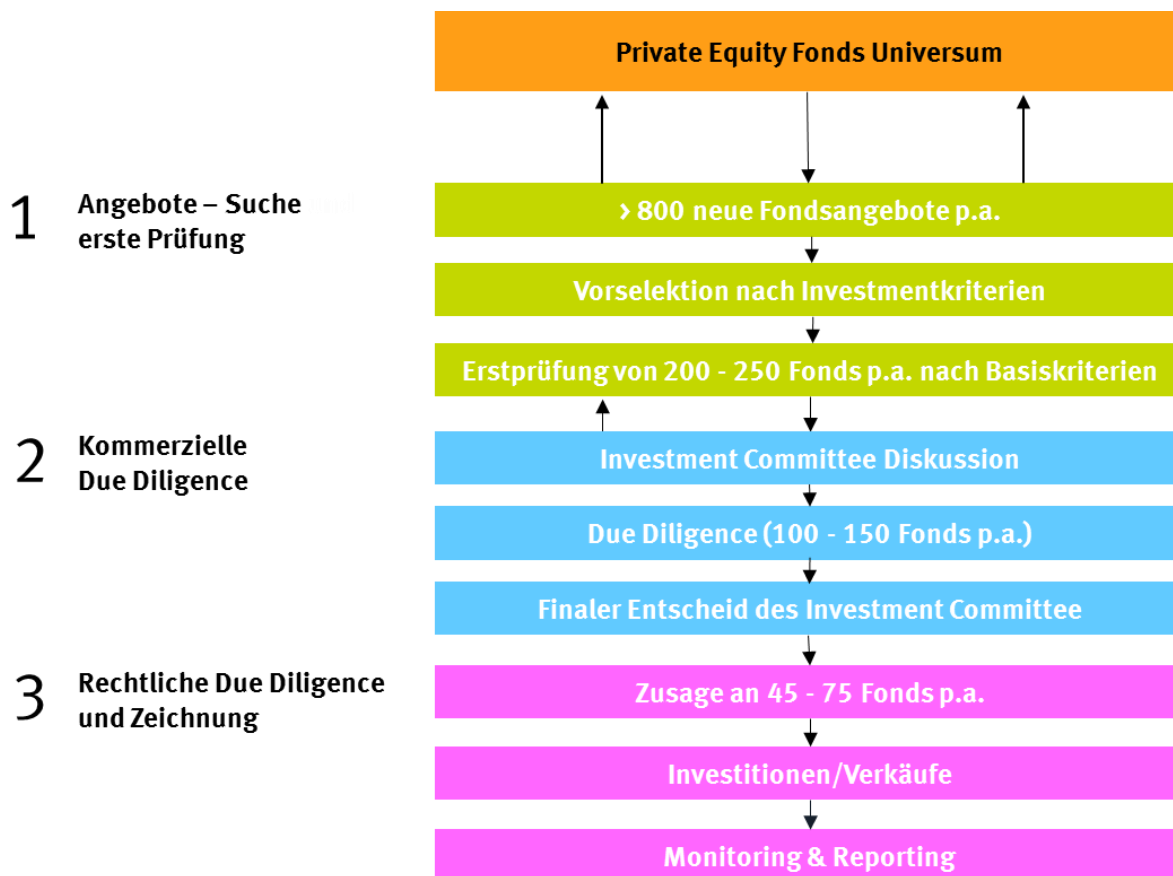 Private Equity Fonds Universum
1
Angebote – Suche
erste Prüfung
> 800 neue Fondsangebote p.a.
Vorselektion nach Investmentkriterien
Erstprüfung von 200 - 250 Fonds p.a. nach Basiskriterien
2
Kommerzielle
Due Diligence
Investment Committee Diskussion
Due Diligence (100 - 150 Fonds p.a.)
Finaler Entscheid des Investment Committee
3
Rechtliche Due Diligence
und Zeichnung
Zusage an 45 - 75 Fonds p.a.
Investitionen/Verkäufe
Monitoring & Reporting